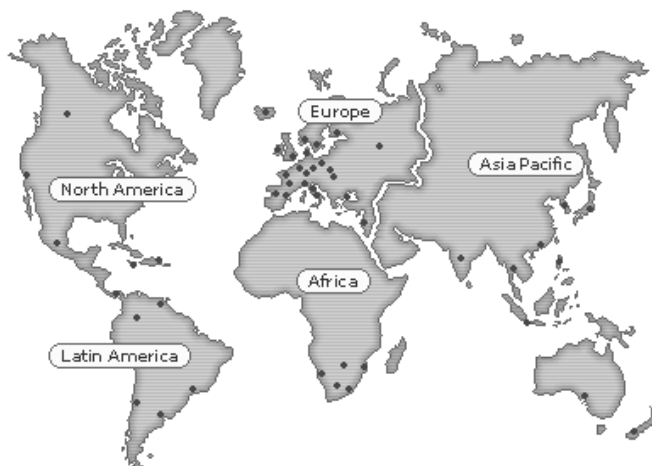 Europe
Asia Pacific
North America
Africa
Latin America